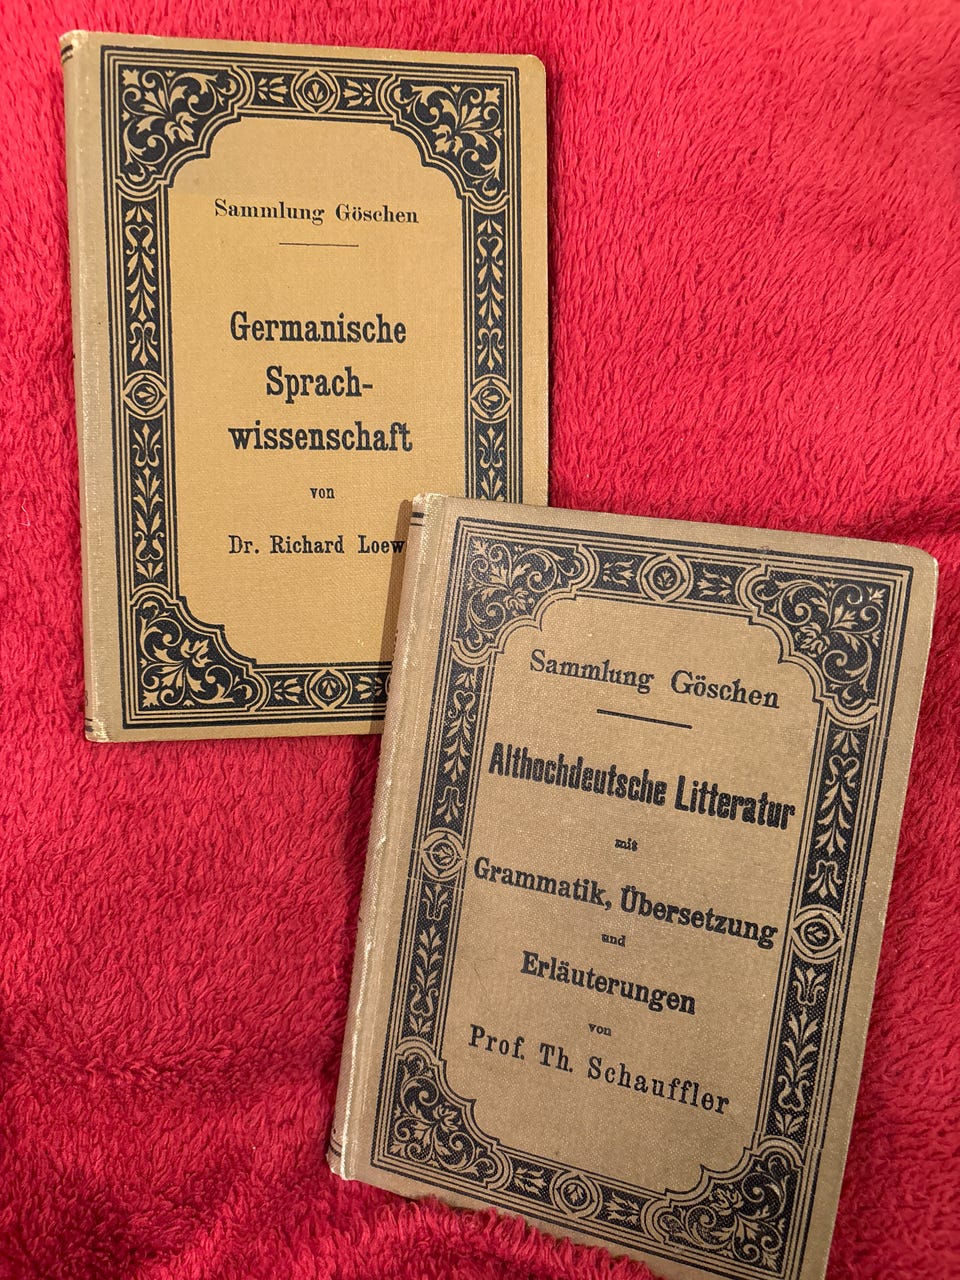 Sammlung Göschen
Germanische
Sprach-
wissenschaft
von
Dr. Richard Loew
Sammlung Göschen
Althochdeutsche Litteratur
mit
Grammatik, Übersetzung
und
Erläuterungen
von
Prof. Th. Schauffler